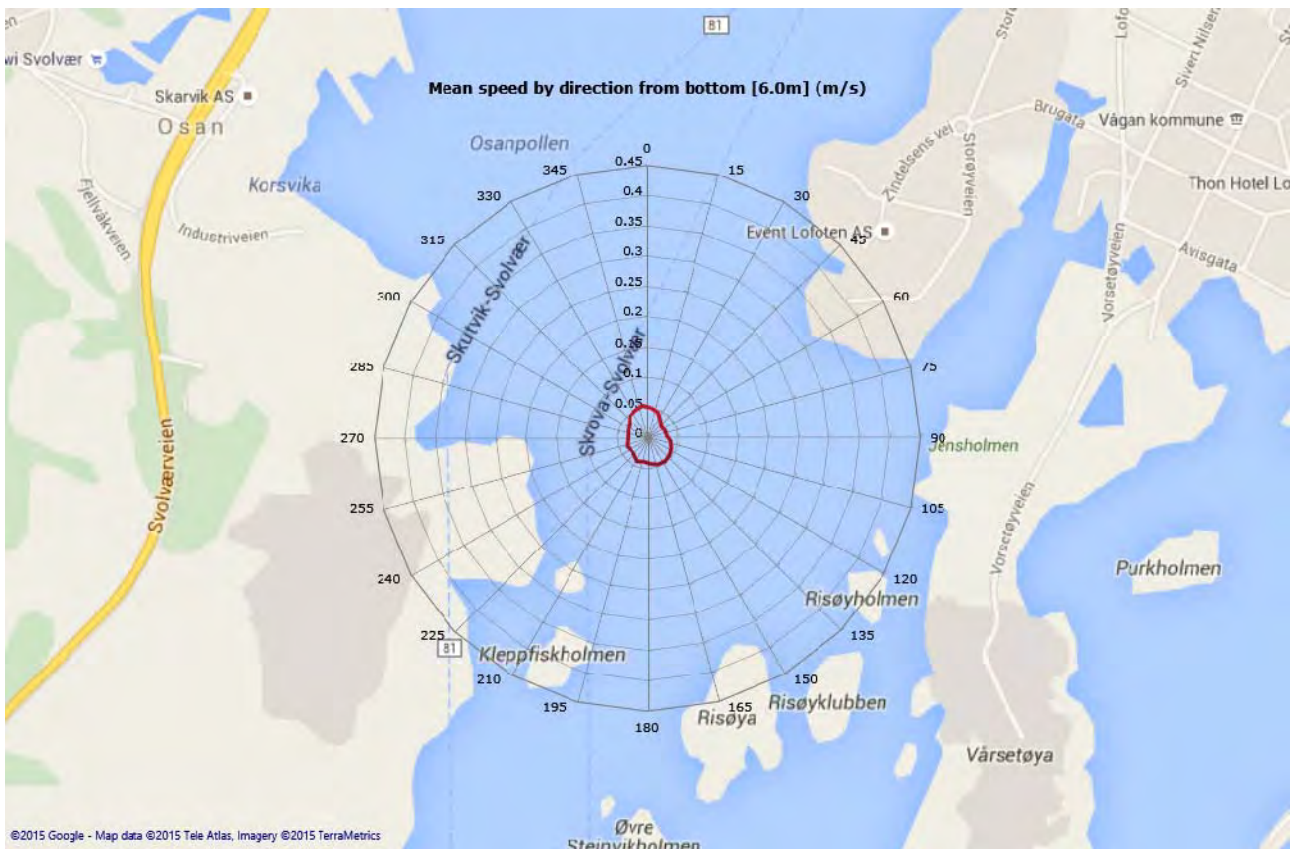 81
wi Svolvær
Mean speed by direction from bottom [6.0m] (m/s)
Skarvik AS
Osan
Fjellvåkveien
Industriveien
Korsvika
Osanpollen
Svolværveien
Skutvik-Svolvær
Skrova-Svolvær
Event Lofoten AS
Zindelsens vei
Storøyveien
Brugata
Vågan kommune
Sivert Nilsen
Thon Hotel Lo
Avisgata
Vorsetøyveien
0
15
30
45
60
75
90
105
120
135
150
165
180
195
210
225
240
255
270
285
300
315
330
345
0.45
0.4
0.35
0.3
0.25
0.2
0.15
0.1
0.05
0
Jensholmen
Purkholmen
Risøyholmen
Vorsetøyveien
81
Kleppfiskholmen
Risøyklubben
Risøya
Vårsetøya
Øvre
Steinvikholmen
©2015 Google - Map data ©2015 Tele Atlas, Imagery ©2015 TerraMetrics